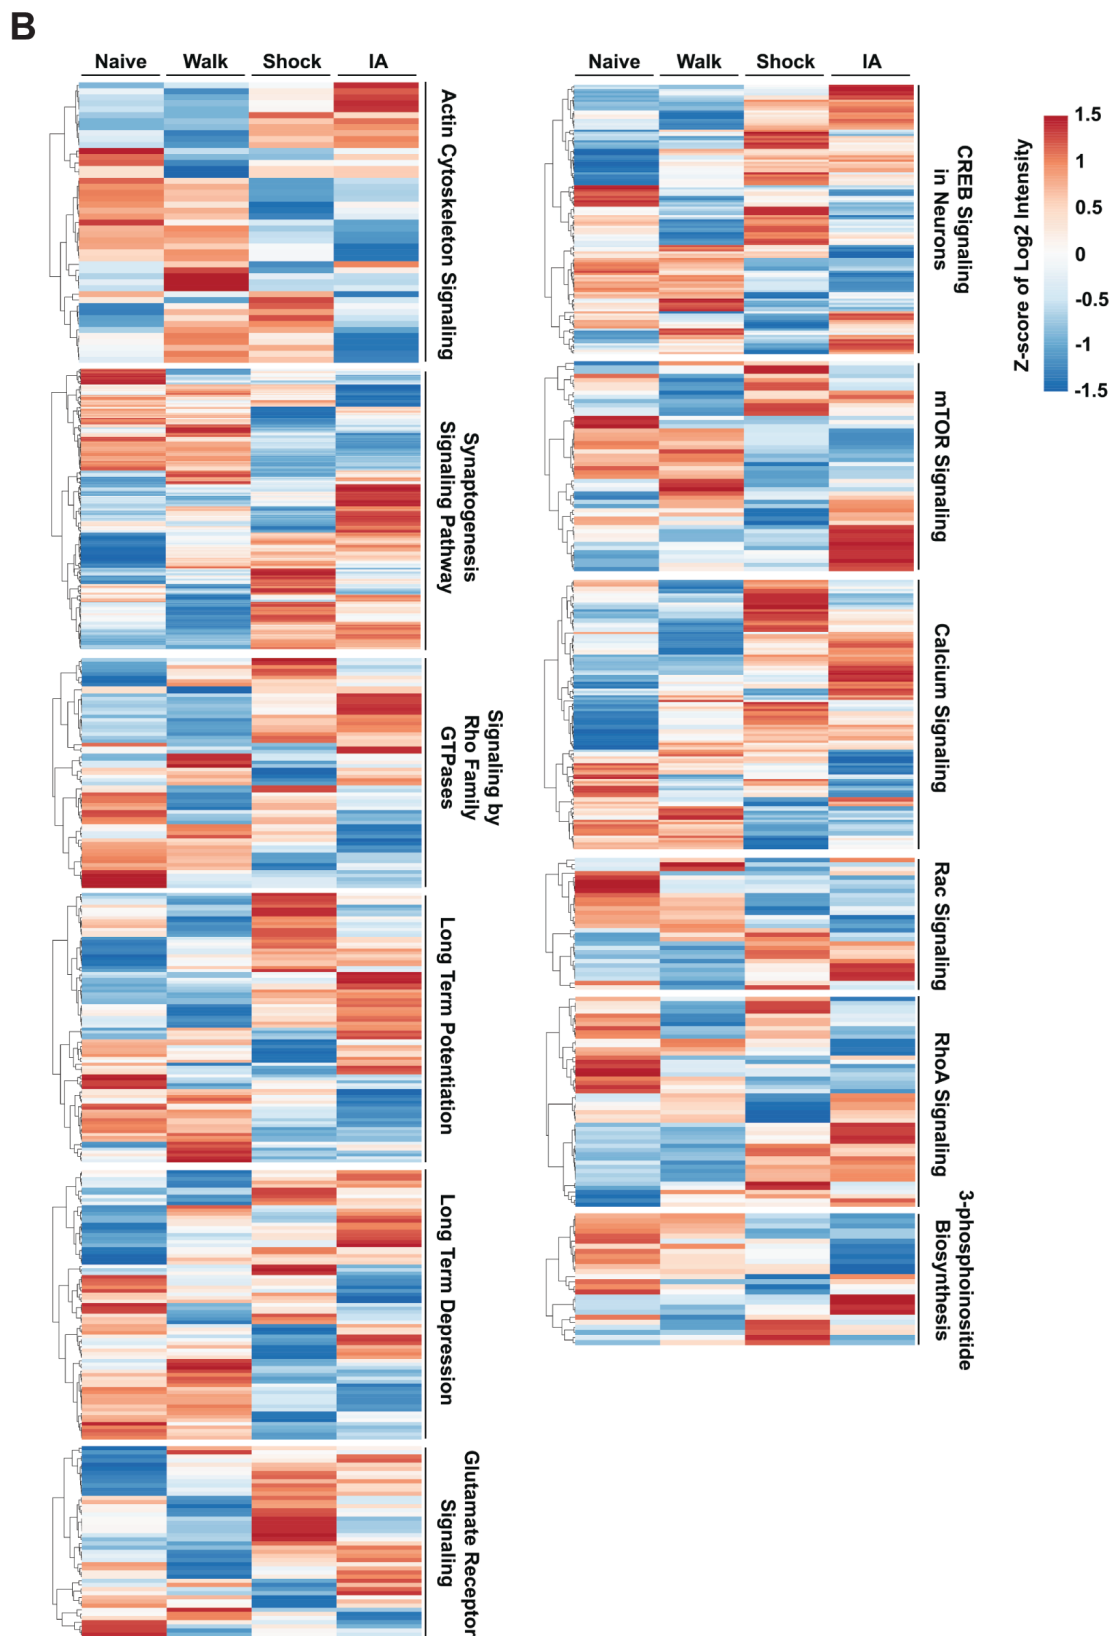 B
Naive Walk Shock IA
Actin Cytoskeleton Signaling
Synaptogenesis
Signaling Pathway
Signaling by
Rho Family
GTPases
Long Term Potentiation
Long Term Depression
Glutamate Receptor
Signaling
Naive Walk Shock IA
CREB Signaling
in Neurons
mTOR Signaling
Calcium Signaling
Rac Signaling
RhoA Signaling
3-phosphoinositide
Biosynthesis
Z-score of Log2 Intensity
1.5
1
0.5
0
-0.5
-1
-1.5